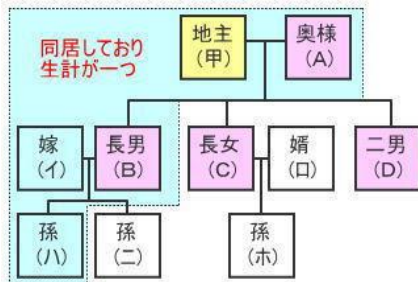 同居しており
生計が一つ
地主
(甲)
奥様
(A)
嫁
(イ)
長男
(B)
長女
(C)
婿
(ロ)
二男
(D)
孫
(ハ)
孫
(ニ)
孫
(ホ)